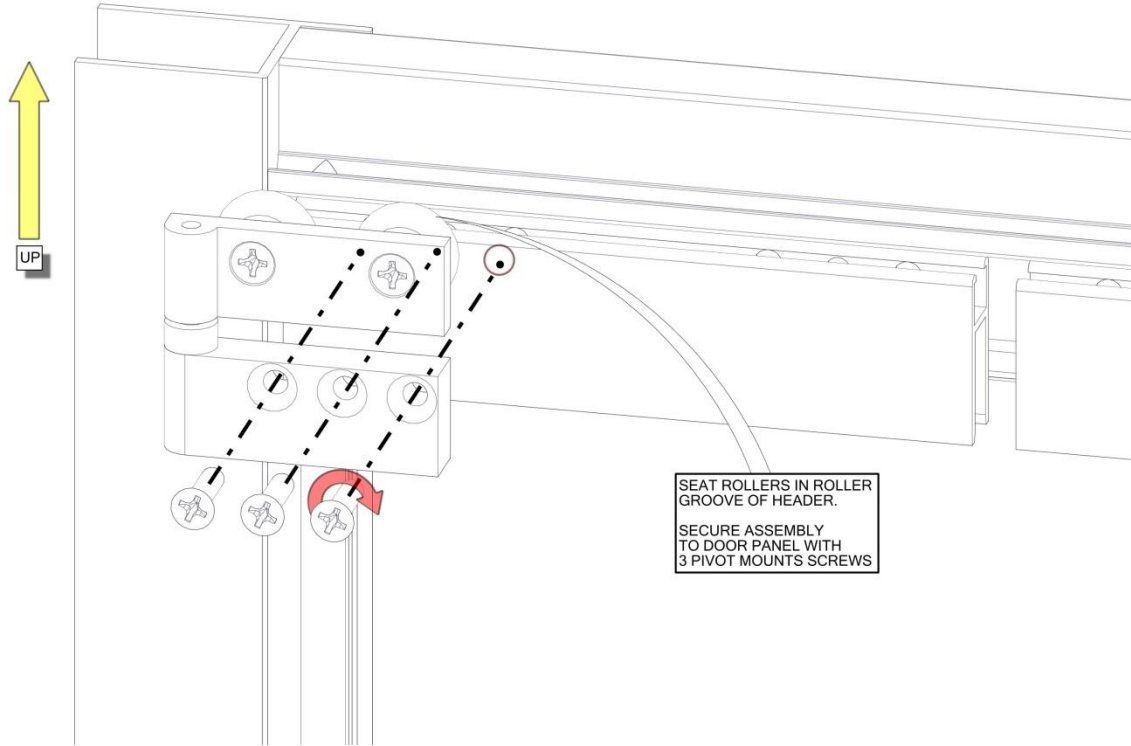 UP
SEAT ROLLERS IN ROLLER
GROOVE OF HEADER.
SECURE ASSEMBLY
TO DOOR PANEL WITH
3 PIVOT MOUNTS SCREWS